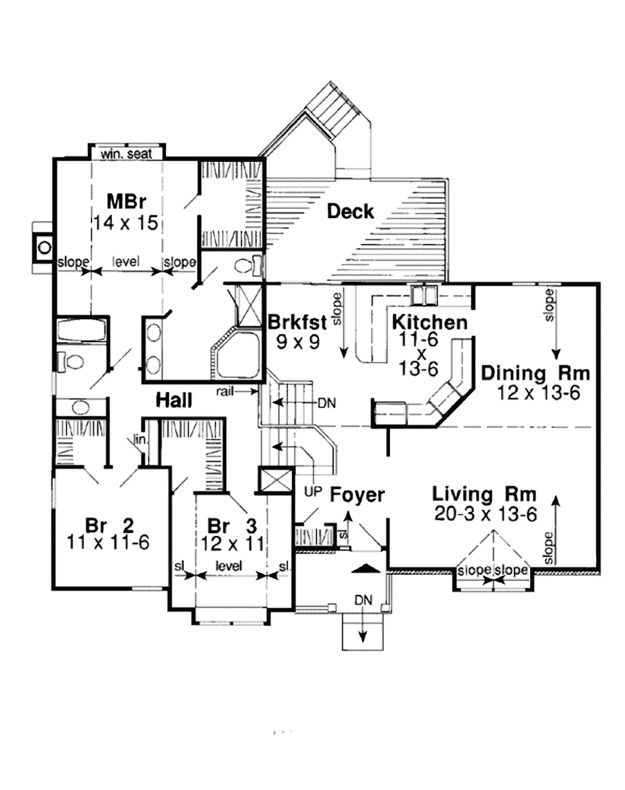 win. seat
MBr
14 x 15
slope
level
slope
Deck
Brkfst
9 x 9
slope
Kitchen
11-6
x
13-6
slope
Dining Rm
12 x 13-6
rail
Hall
DN
lin.
UP
Foyer
Living Rm
20-3 x 13-6
slope
Br 2
11 x 11-6
Br 3
12 x 11
sl
level
sl.
sl
slope
slope
DN